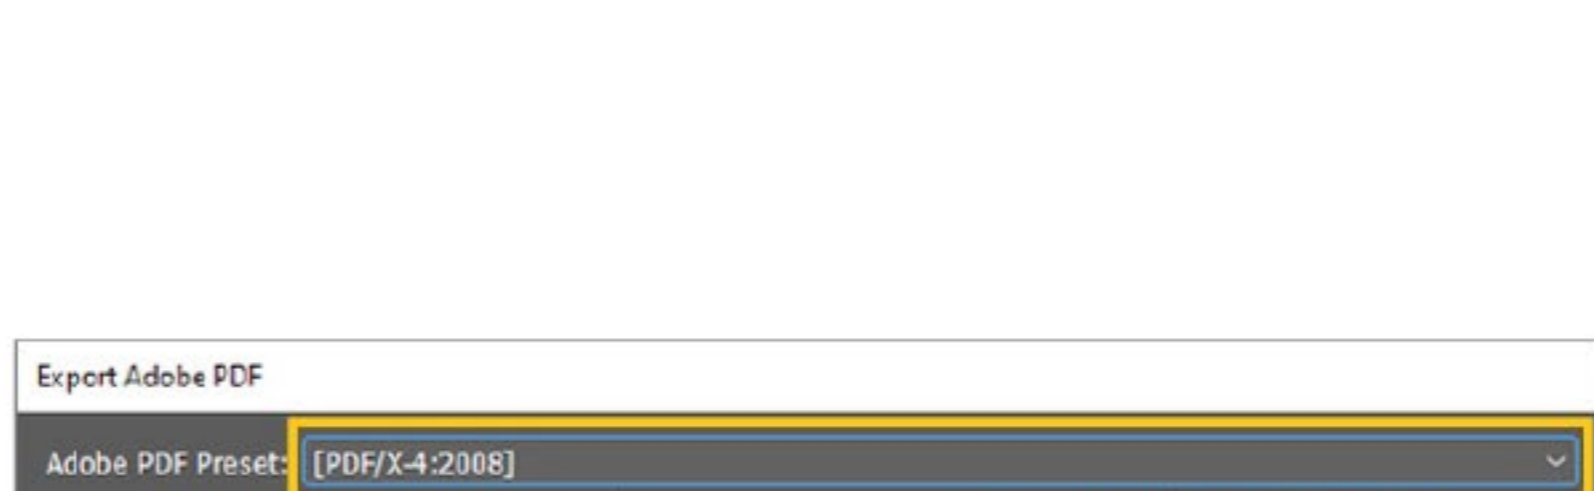 Export Adobe PDF
Adobe PDF Preset: [PDF/X-4:2008]